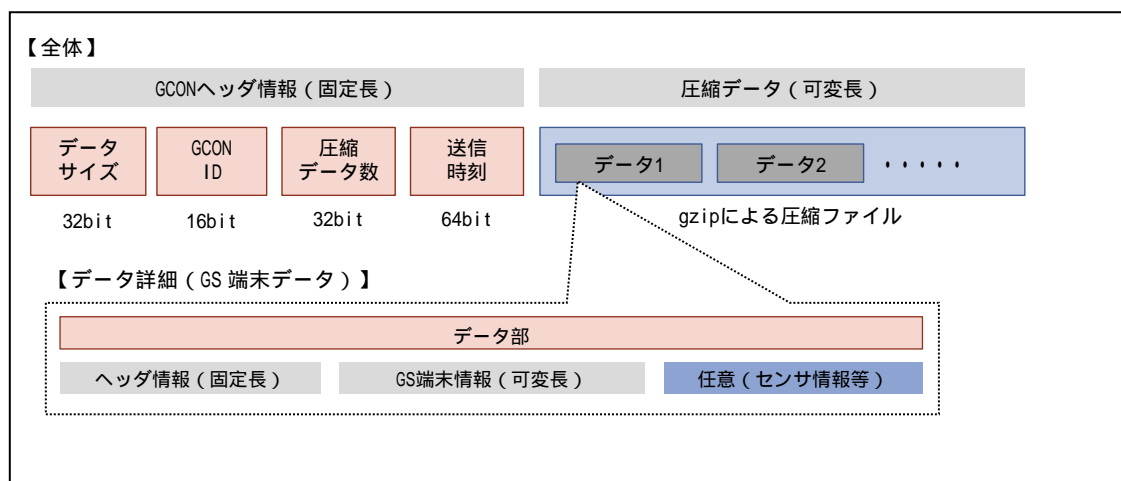 【全体】
GCONヘッダ情報(固定長)
圧縮データ(可変長)
データ
サイズ
GCON
ID
圧縮
データ数
送信
時刻
データ1
データ2
・・・・・
32bit
16bit
32bit
64bit
gzipによる圧縮ファイル
【データ詳細(GS 端末データ)】
データ部
ヘッダ情報(固定長)
GS端末情報(可変長)
任意(センサ情報等)